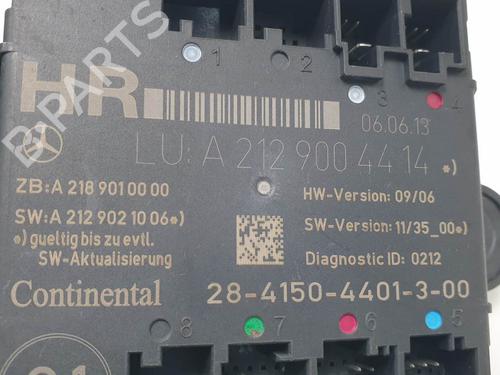 1 2
HR
3 4
06.06.13
LU: A 212 900 44 14 *)
ZB: A 218 901 00 00
HW-Version: 09/06
SW: A 212 902 11 06*)
SW-Version: 11/35_00*)
*) gueltig bis zu evtl.
SW-Aktualisierung
Diagnostic ID: 0212
Continental
28-4150-4401-3-00
8 7 6 5
B-PARTS